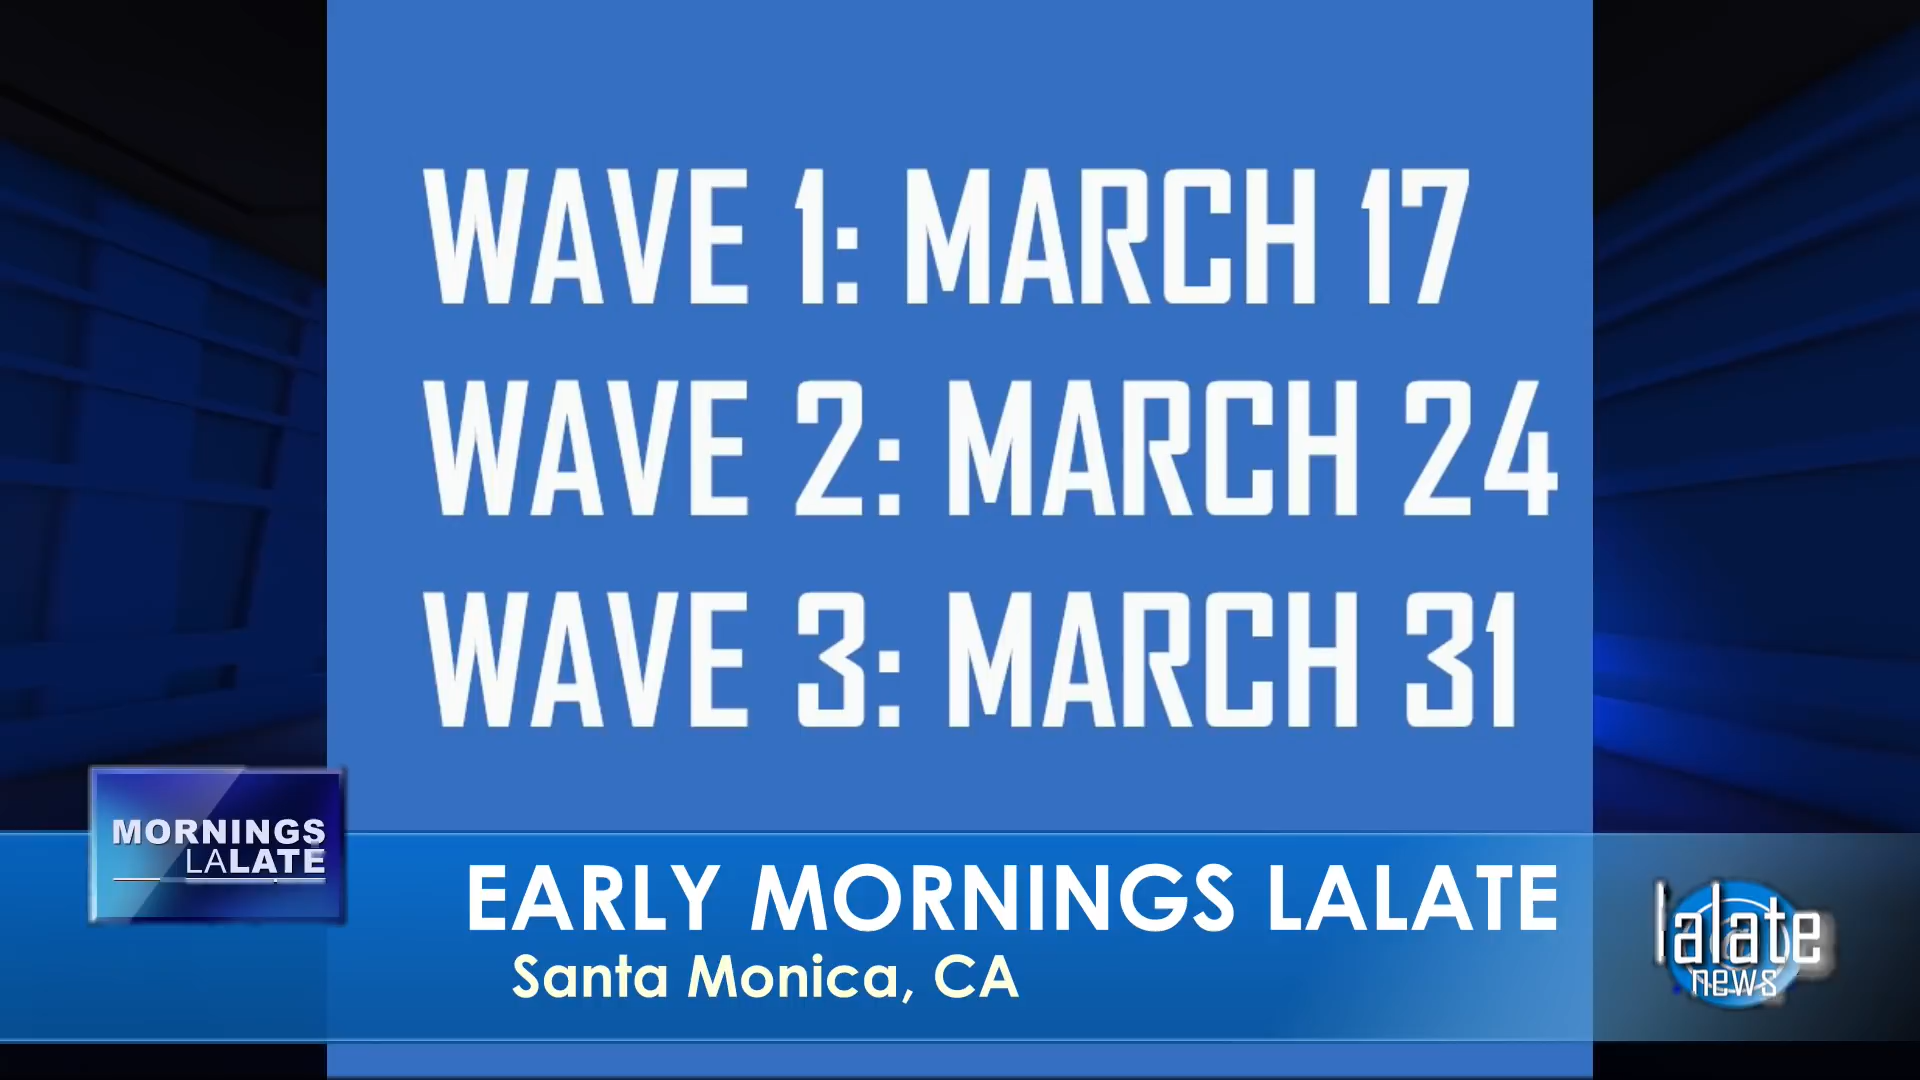 WAVE 1: MARCH 17
WAVE 2: MARCH 24
WAVE 3: MARCH 31
MORNINGS
LALATE
EARLY MORNINGS LALATE
Santa Monica, CA
lalate
news